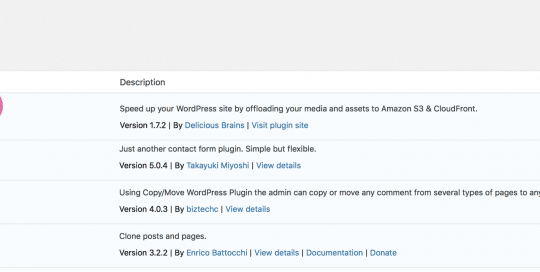 Description
Speed up your WordPress site by offloading your media and assets to Amazon S3 & CloudFront.
Version 1.7.2 | By Delicious Brains | Visit plugin site
Just another contact form plugin. Simple but flexible.
Version 5.0.4 | By Takayuki Miyoshi | View details
Using Copy/Move WordPress Plugin the admin can copy or move any comment from several types of pages to any
Version 4.0.3 | By biztechc | View details
Clone posts and pages.
Version 3.2.2 | By Enrico Battocchi | View details | Documentation | Donate